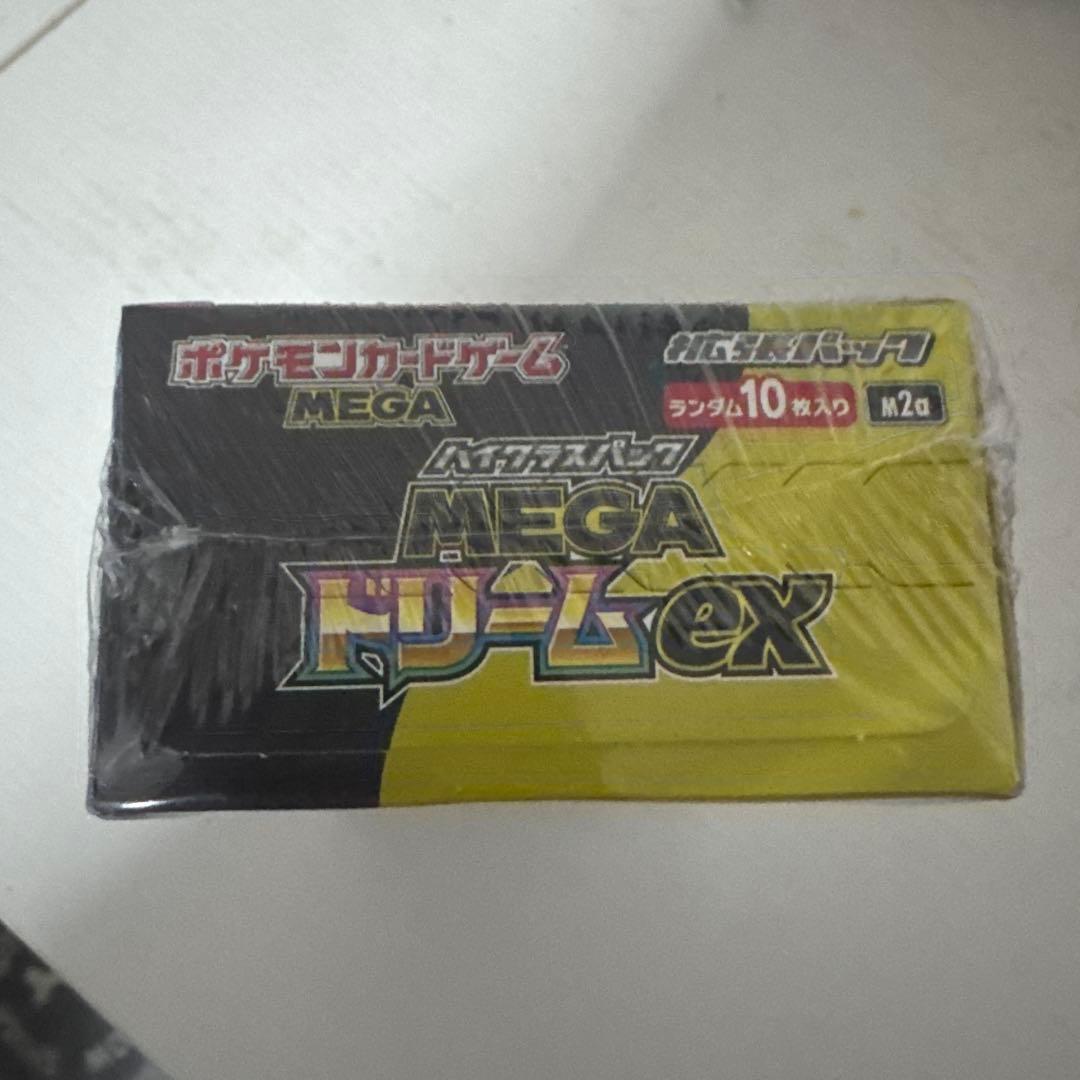 ポケモンカードゲーム
MEGA
拡張パック
ランダム10枚入り M2a
ハイクラスパック
MEGA
ドリームex